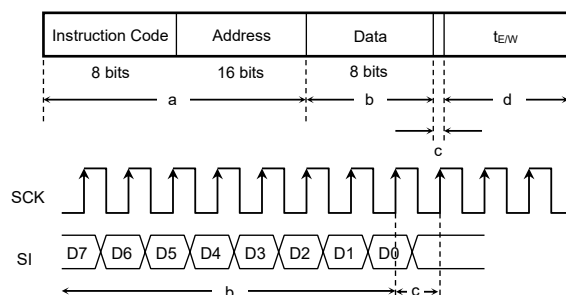 Instruction Code Address Data tE/W
8 bits 16 bits 8 bits
a b d
c
SCK
SI D7 D6 D5 D4 D3 D2 D1 D0
b c